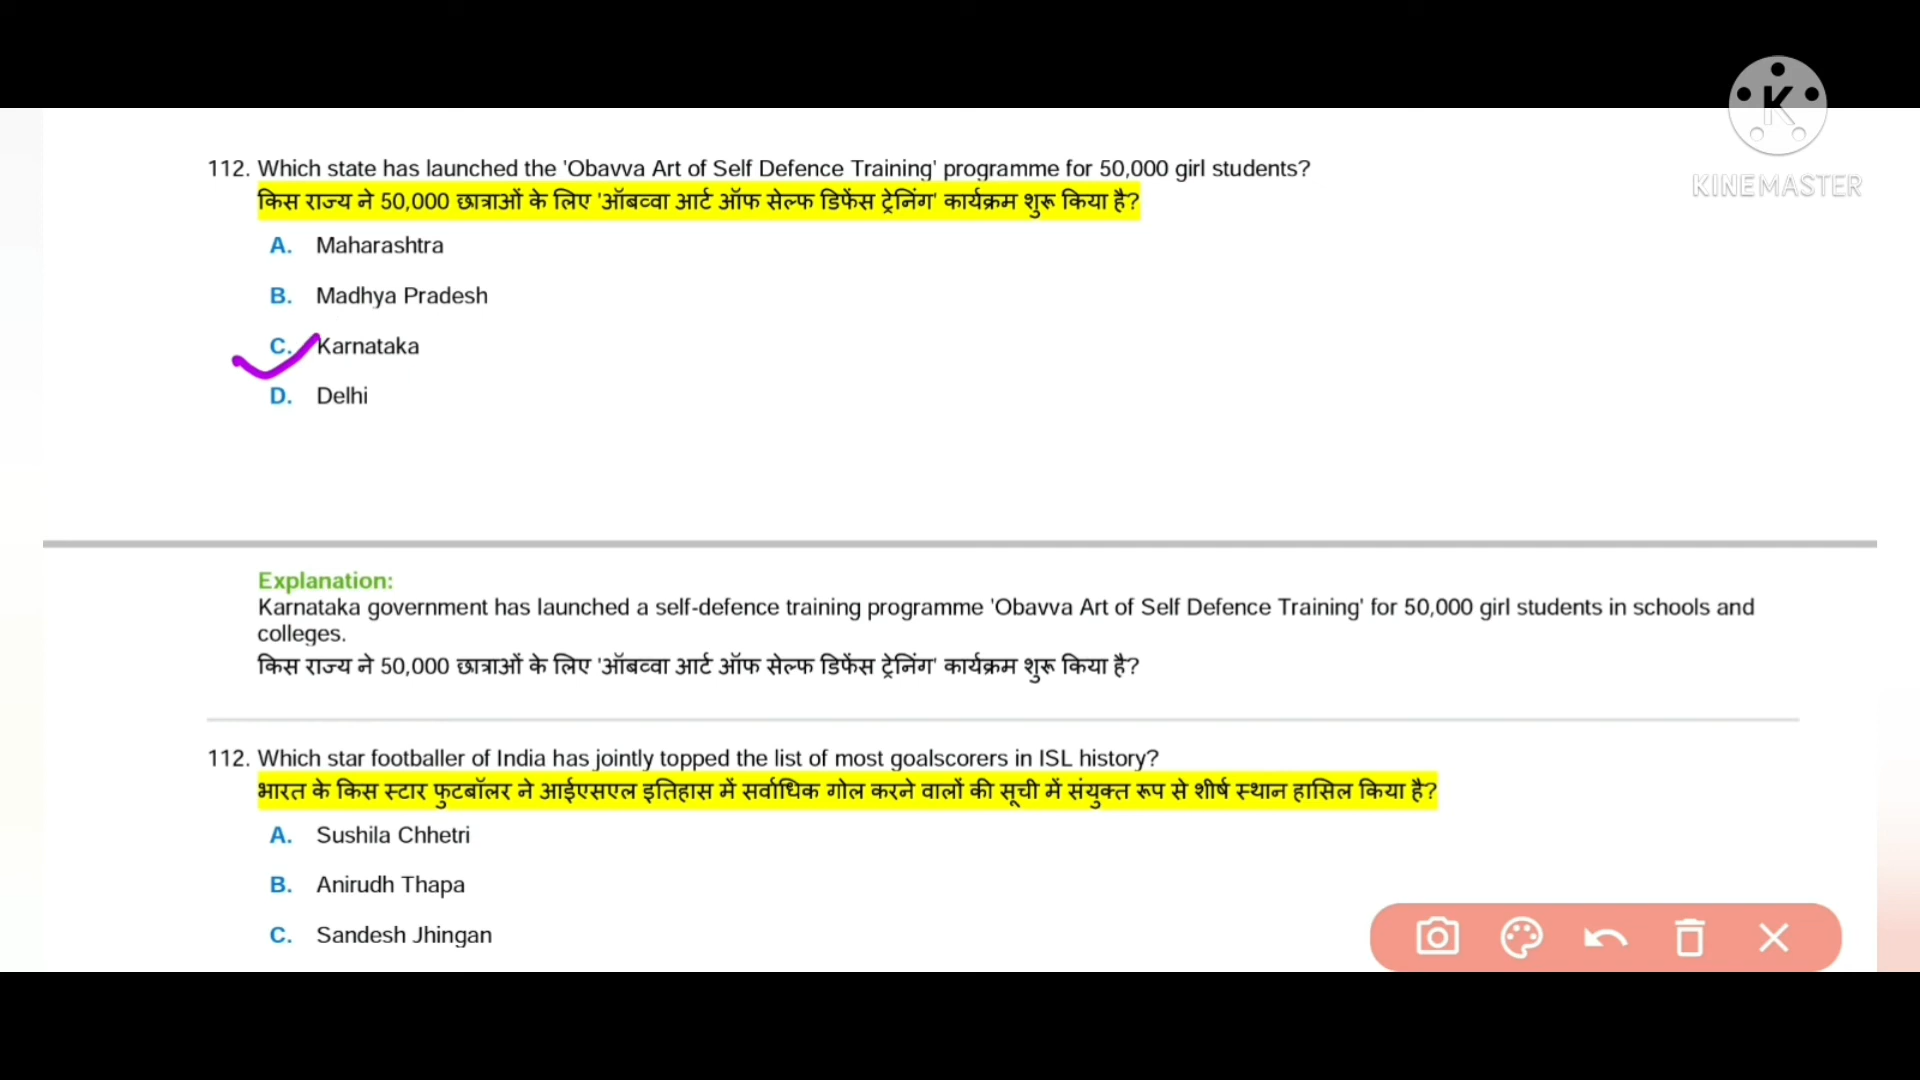 K
KINEMASTER
112. Which state has launched the 'Obavva Art of Self Defence Training' programme for 50,000 girl students?
किस राज्य ने 50,000 छात्राओं के लिए 'ऑबव्वा आर्ट ऑफ सेल्फ डिफेंस ट्रेनिंग' कार्यक्रम शुरू किया है?
A. Maharashtra
B. Madhya Pradesh
C. Karnataka
D. Delhi
Explanation:
Karnataka government has launched a self-defence training programme 'Obavva Art of Self Defence Training' for 50,000 girl students in schools and
colleges.
किस राज्य ने 50,000 छात्राओं के लिए 'ऑबव्वा आर्ट ऑफ सेल्फ डिफेंस ट्रेनिंग' कार्यक्रम शुरू किया है?
112. Which star footballer of India has jointly topped the list of most goalscorers in ISL history?
भारत के किस स्टार फुटबॉलर ने आईएसएल इतिहास में सर्वाधिक गोल करने वालों की सूची में संयुक्त रूप से शीर्ष स्थान हासिल किया है?
A. Sushila Chhetri
B. Anirudh Thapa
C. Sandesh Jhingan